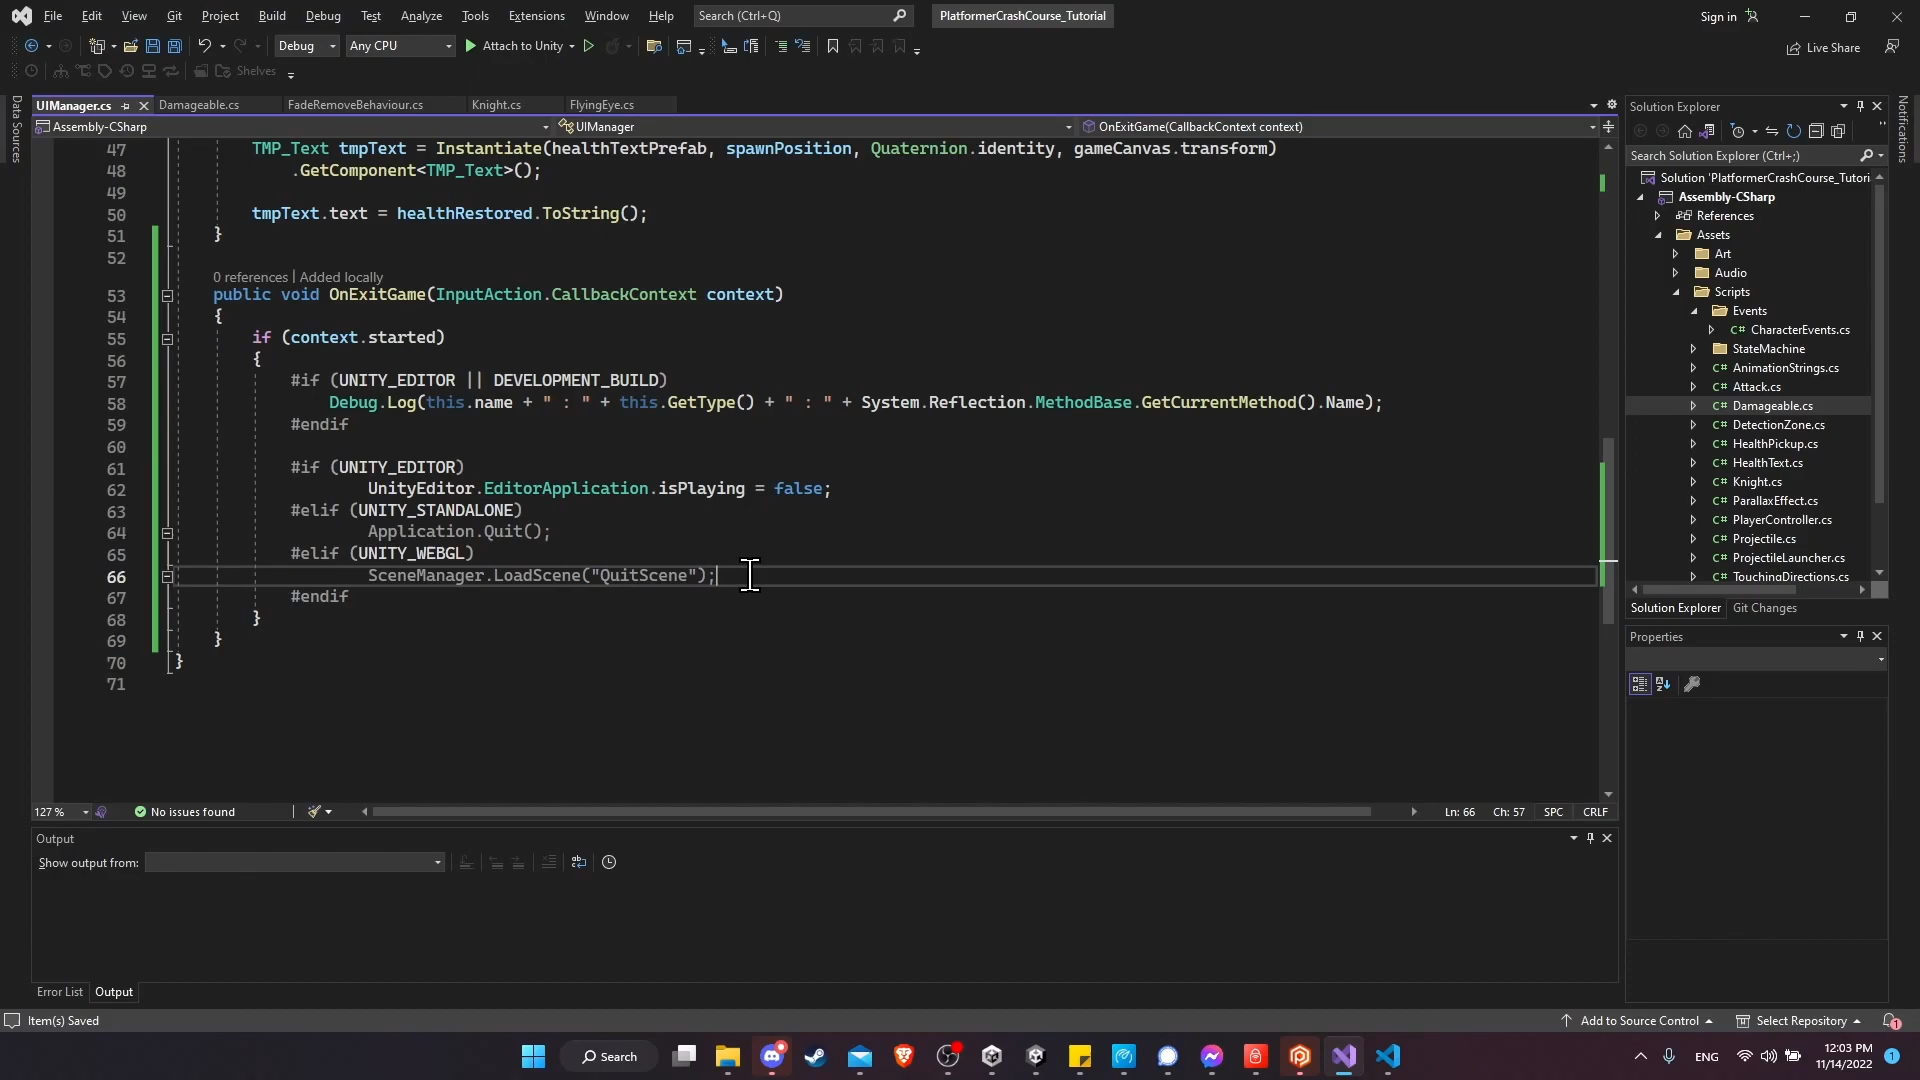 File Edit View Git Project Build Debug Test Analyze Tools Extensions Window Help Search (Ctrl+Q) PlatformerCrashCourse_Tutorial Sign in
Debug Any CPU Attach to Unity Live Share
Shelves
Data Sources
UIManager.cs Damageable.cs FadeRemoveBehaviour.cs Knight.cs FlyingEye.cs
Assembly-CSharp UIManager OnExitGame(CallbackContext context)
47 TMP_Text tmpText = Instantiate(healthTextPrefab, spawnPosition, Quaternion.identity, gameCanvas.transform)
48 .GetComponent<TMP_Text>();
49
50 tmpText.text = healthRestored.ToString();
51 }
52
0 references | Added locally
53 public void OnExitGame(InputAction.CallbackContext context)
54 {
55 if (context.started)
56 {
57 #if (UNITY_EDITOR || DEVELOPMENT_BUILD)
58 Debug.Log(this.name + " : " + this.GetType() + " : " + System.Reflection.MethodBase.GetCurrentMethod().Name);
59 #endif
60
61 #if (UNITY_EDITOR)
62 UnityEditor.EditorApplication.isPlaying = false;
63 #elif (UNITY_STANDALONE)
64 Application.Quit();
65 #elif (UNITY_WEBGL)
66 SceneManager.LoadScene("QuitScene");
67 #endif
68 }
69 }
70 }
71
127 % No issues found Ln: 66 Ch: 57 SPC CRLF
Output
Show output from:
Error List Output
Solution Explorer
Search Solution Explorer (Ctrl+;)
Solution 'PlatformerCrashCourse_Tutori
Assembly-CSharp
References
Assets
Art
Audio
Scripts
Events
C# CharacterEvents.cs
StateMachine
C# AnimationStrings.cs
C# Attack.cs
C# Damageable.cs
C# DetectionZone.cs
C# HealthPickup.cs
C# HealthText.cs
C# Knight.cs
C# ParallaxEffect.cs
C# PlayerController.cs
C# Projectile.cs
C# ProjectileLauncher.cs
C# TouchingDirections.cs
Solution Explorer Git Changes
Properties
Notifications
Item(s) Saved Add to Source Control Select Repository 1
Search ENG 12:03 PM
11/14/2022 1